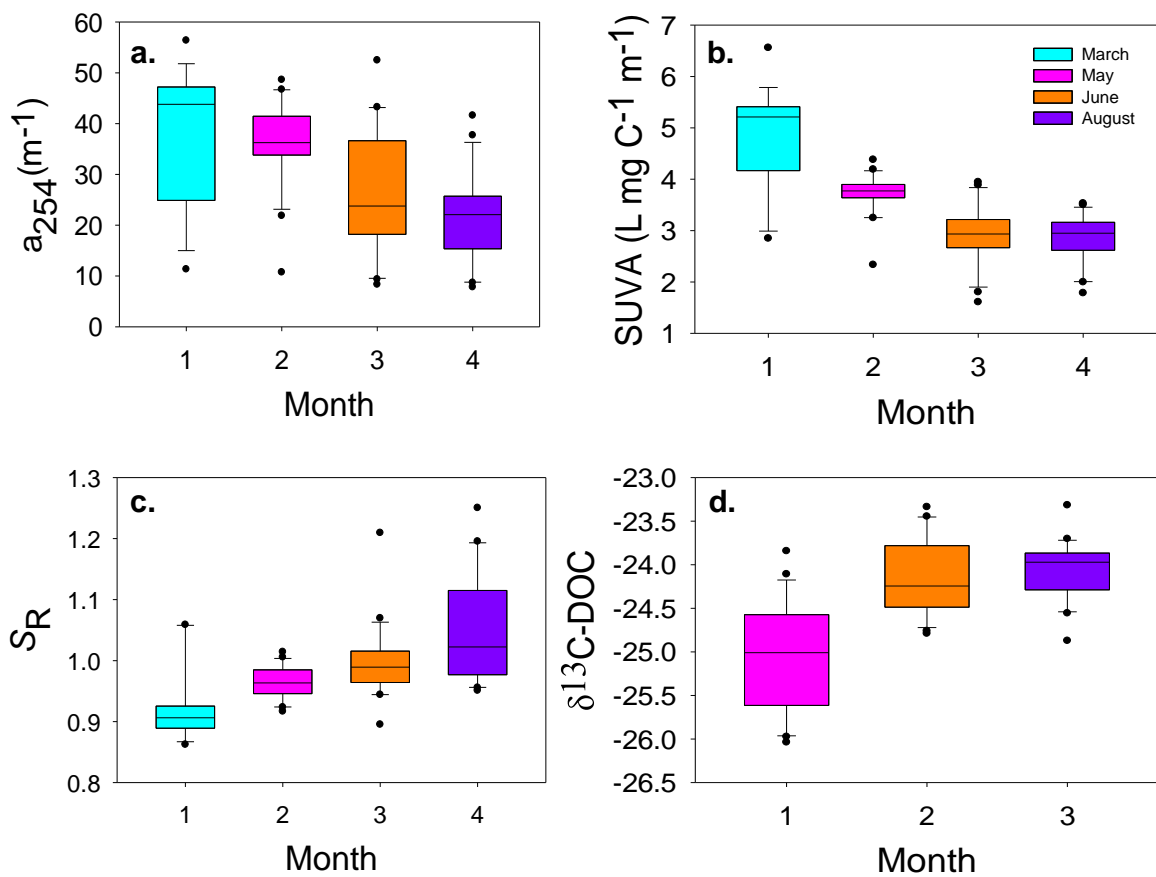 a.
a254(m-1)
60
50
40
30
20
10
0
1 2 3 4
Month
b.
SUVA (L mg C-1 m-1)
7
6
5
4
3
2
1
March
May
June
August
1 2 3 4
Month
c.
SR
1.3
1.2
1.1
1.0
0.9
0.8
1 2 3 4
Month
d.
δ13C-DOC
-23.0
-23.5
-24.0
-24.5
-25.0
-25.5
-26.0
-26.5
1 2 3
Month